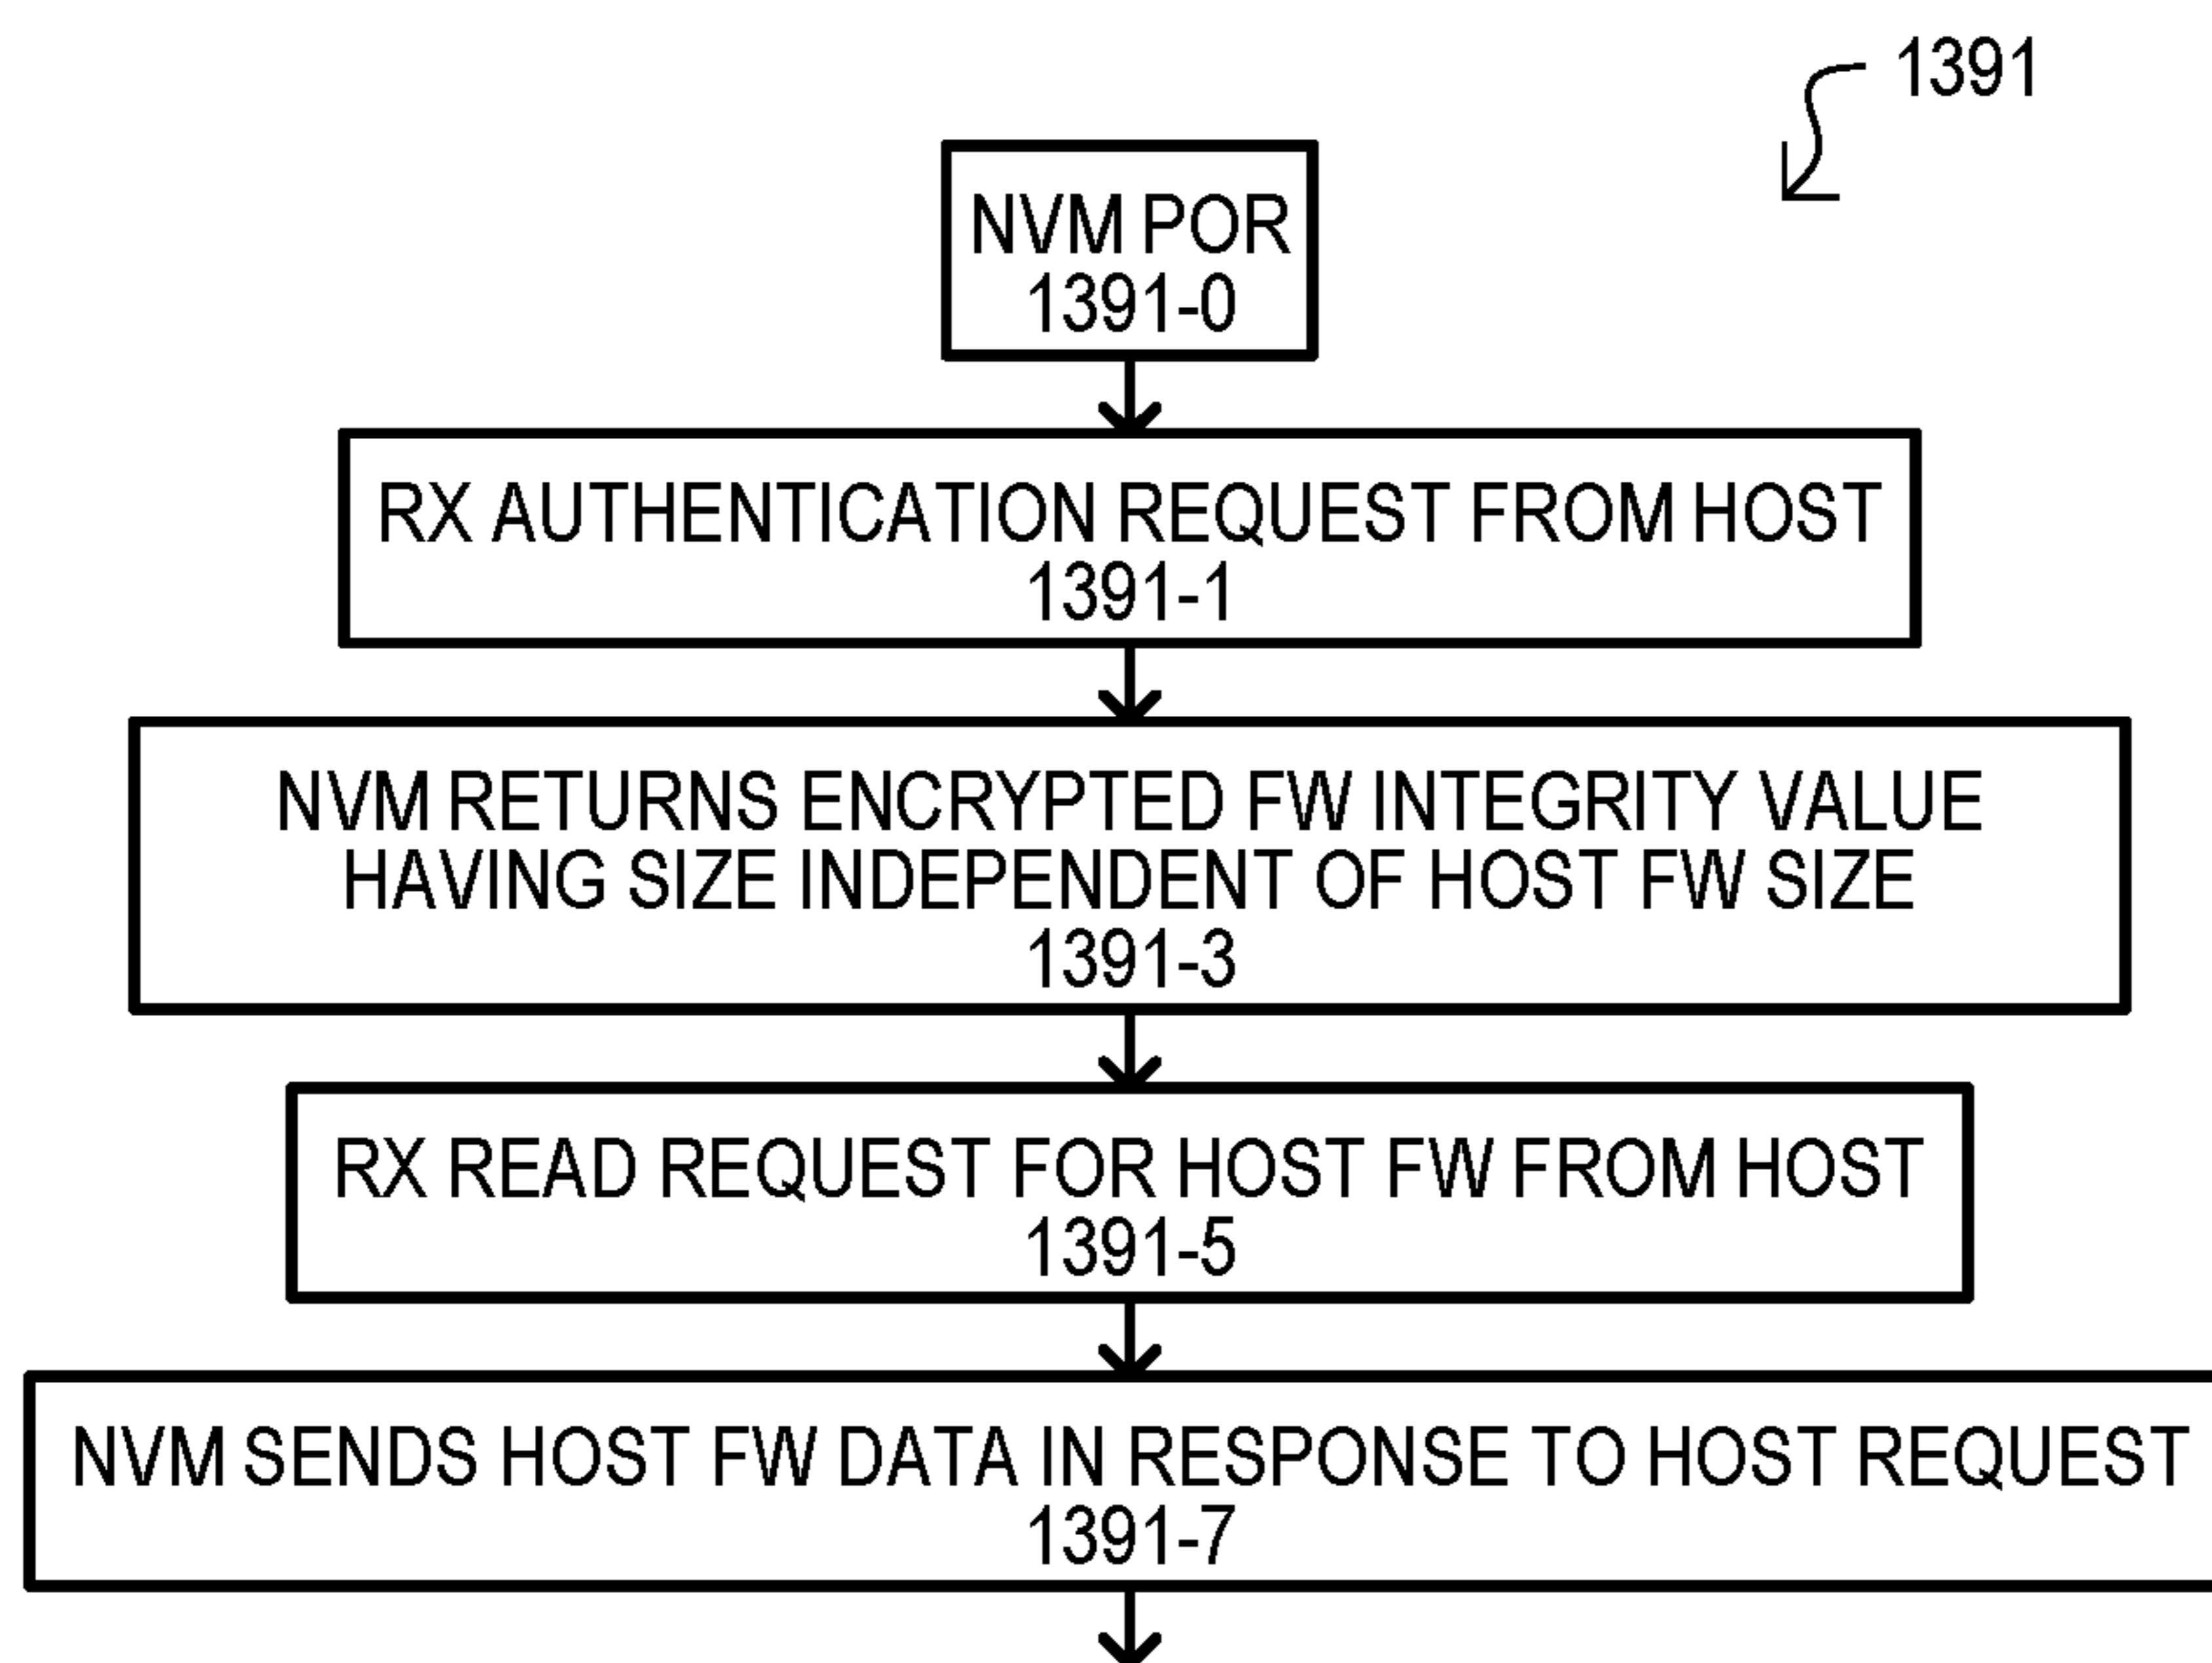 1391
NVM POR
1391-0
RX AUTHENTICATION REQUEST FROM HOST
1391-1
NVM RETURNS ENCRYPTED FW INTEGRITY VALUE
HAVING SIZE INDEPENDENT OF HOST FW SIZE
1391-3
RX READ REQUEST FOR HOST FW FROM HOST
1391-5
NVM SENDS HOST FW DATA IN RESPONSE TO HOST REQUEST
1391-7